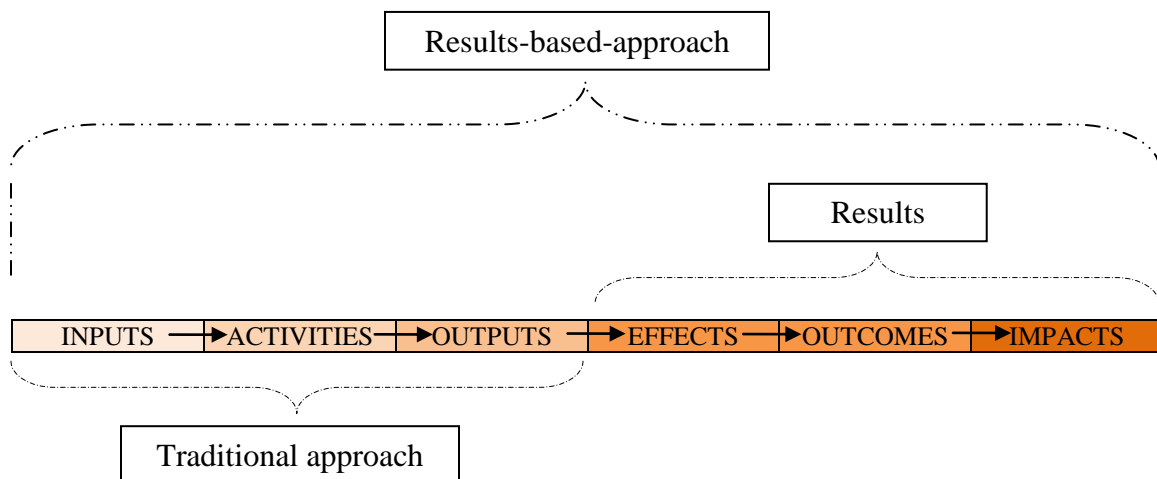 Results-based-approach
Results
INPUTS ACTIVITIES OUTPUTS EFFECTS OUTCOMES IMPACTS
Traditional approach